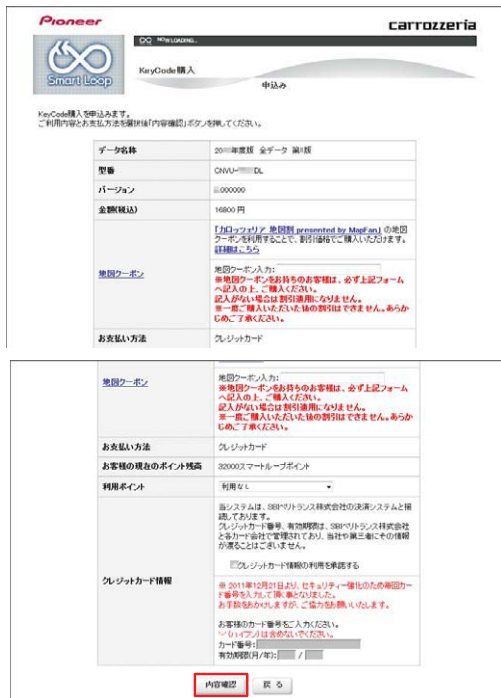 Pioneer
carrozzeria
NOW LOADING...
Smart Loop
KeyCode購入
申込み
KeyCode購入を申込みます。
ご利用内容とお支払方法を選択後「内容確認」ボタンを押してください。
データ名称
20 年度版 全データ 第 版
型番
CNVU- DL
バージョン
.000000
金額(税込)
16800 円
「カロッツェリア 地図割 presented by MapFan」の地図
クーポンを利用することで、割引価格でご購入いただけます。
詳細はこちら
地図クーポン
地図クーポン入力:
※地図クーポンをお持ちのお客様は、必ず上記フォーム
へ記入の上、ご購入ください。
記入がない場合は割引適用になりません。
※一度ご購入いただいた後の割引はできません。あらか
じめご了承ください。
お支払い方法
クレジットカード
地図クーポン
地図クーポン入力:
※地図クーポンをお持ちのお客様は、必ず上記フォーム
へ記入の上、ご購入ください。
記入がない場合は割引適用になりません。
※一度ご購入いただいた後の割引はできません。あらか
じめご了承ください。
お支払い方法
クレジットカード
お客様の現在のポイント残高
32000スマートループポイント
利用ポイント
利用なし
当システムは、SBIベリトランス株式会社の決済システムと接
続しております。
クレジットカード番号、有効期限は、SBIベリトランス株式会社
と各カード会社で管理されており、当社や第三者にその情報
が渡ることはございません。
クレジットカード情報の利用を承諾する
クレジットカード情報
※ 2011年12月21日より、セキュリティー強化のため毎回カー
ド番号を入力して頂く事となりました。
お手数をおかけしますが、ご協力をお願いいたします。
お客様のカード番号をご入力ください。
'-'(ハイフン)は含めないでください。
カード番号:
有効期限(月/年): /
内容確認
戻 る